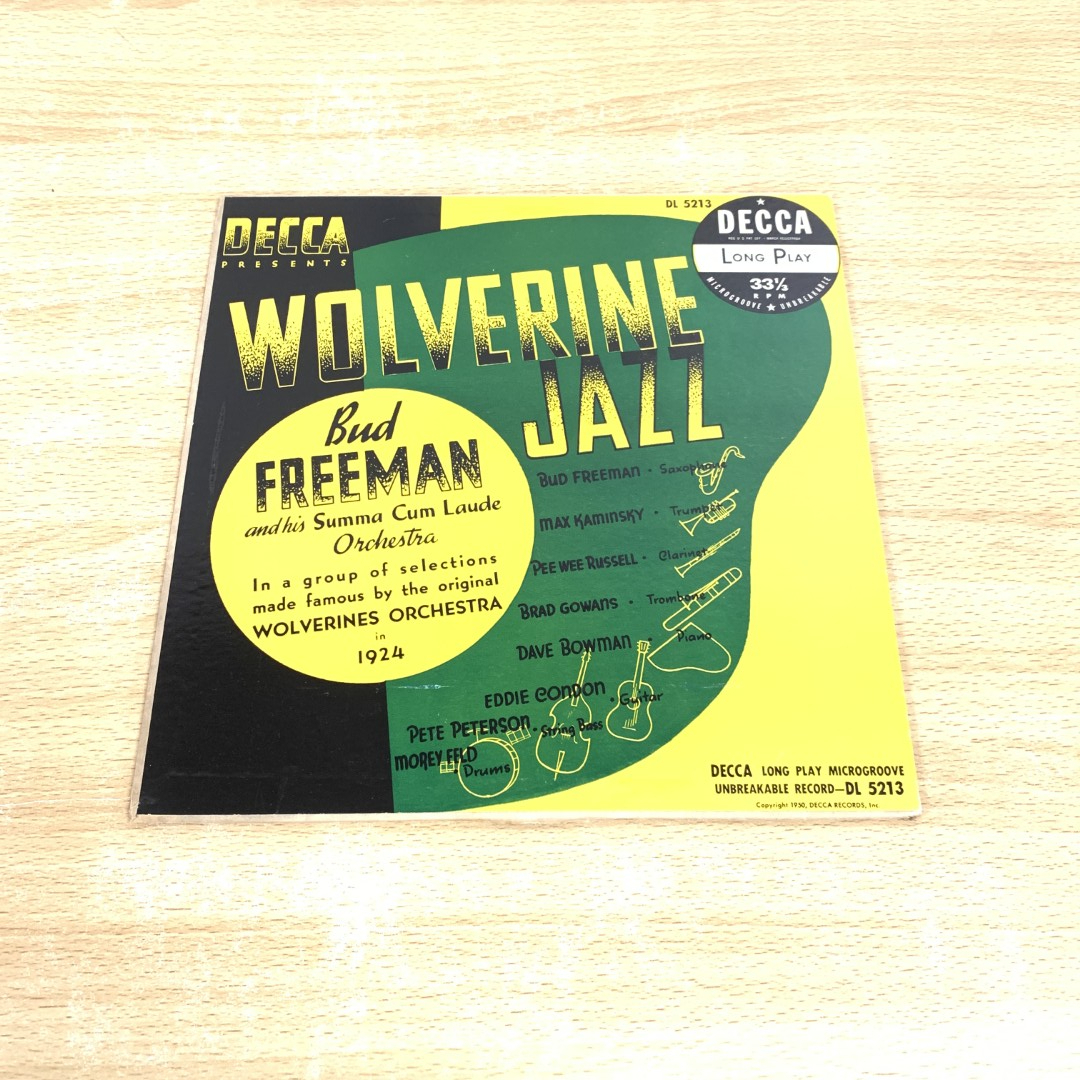 DECCA
PRESENTS
DL 5213
DECCA
LONG PLAY
33⅓
RPM
MICROGROOVE ★ UNBREAKABLE
WOLVERINE
JAZZ
Bud
FREEMAN
and his Summa Cum Laude
Orchestra
In a group of selections
made famous by the original
WOLVERINES ORCHESTRA
in
1924
BUD FREEMAN · Saxophone
MAX KAMINSKY · Trumpet
PEE WEE RUSSELL · Clarinet
BRAD GOWANS · Trombone
DAVE BOWMAN · Piano
EDDIE CONDON · Guitar
PETE PETERSON · String Bass
MOREY FELD · Drums
DECCA LONG PLAY MICROGROOVE
UNBREAKABLE RECORD—DL 5213
Copyright 1950, DECCA RECORDS, Inc.